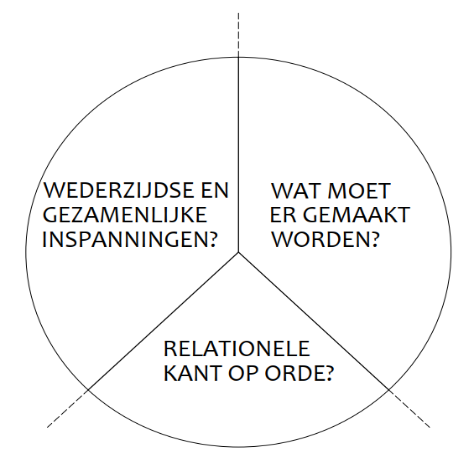 WEDERZIJDSE EN
GEZAMENLIJKE
INSPANNINGEN?
WAT MOET
ER GEMAAKT
WORDEN?
RELATIONELE
KANT OP ORDE?